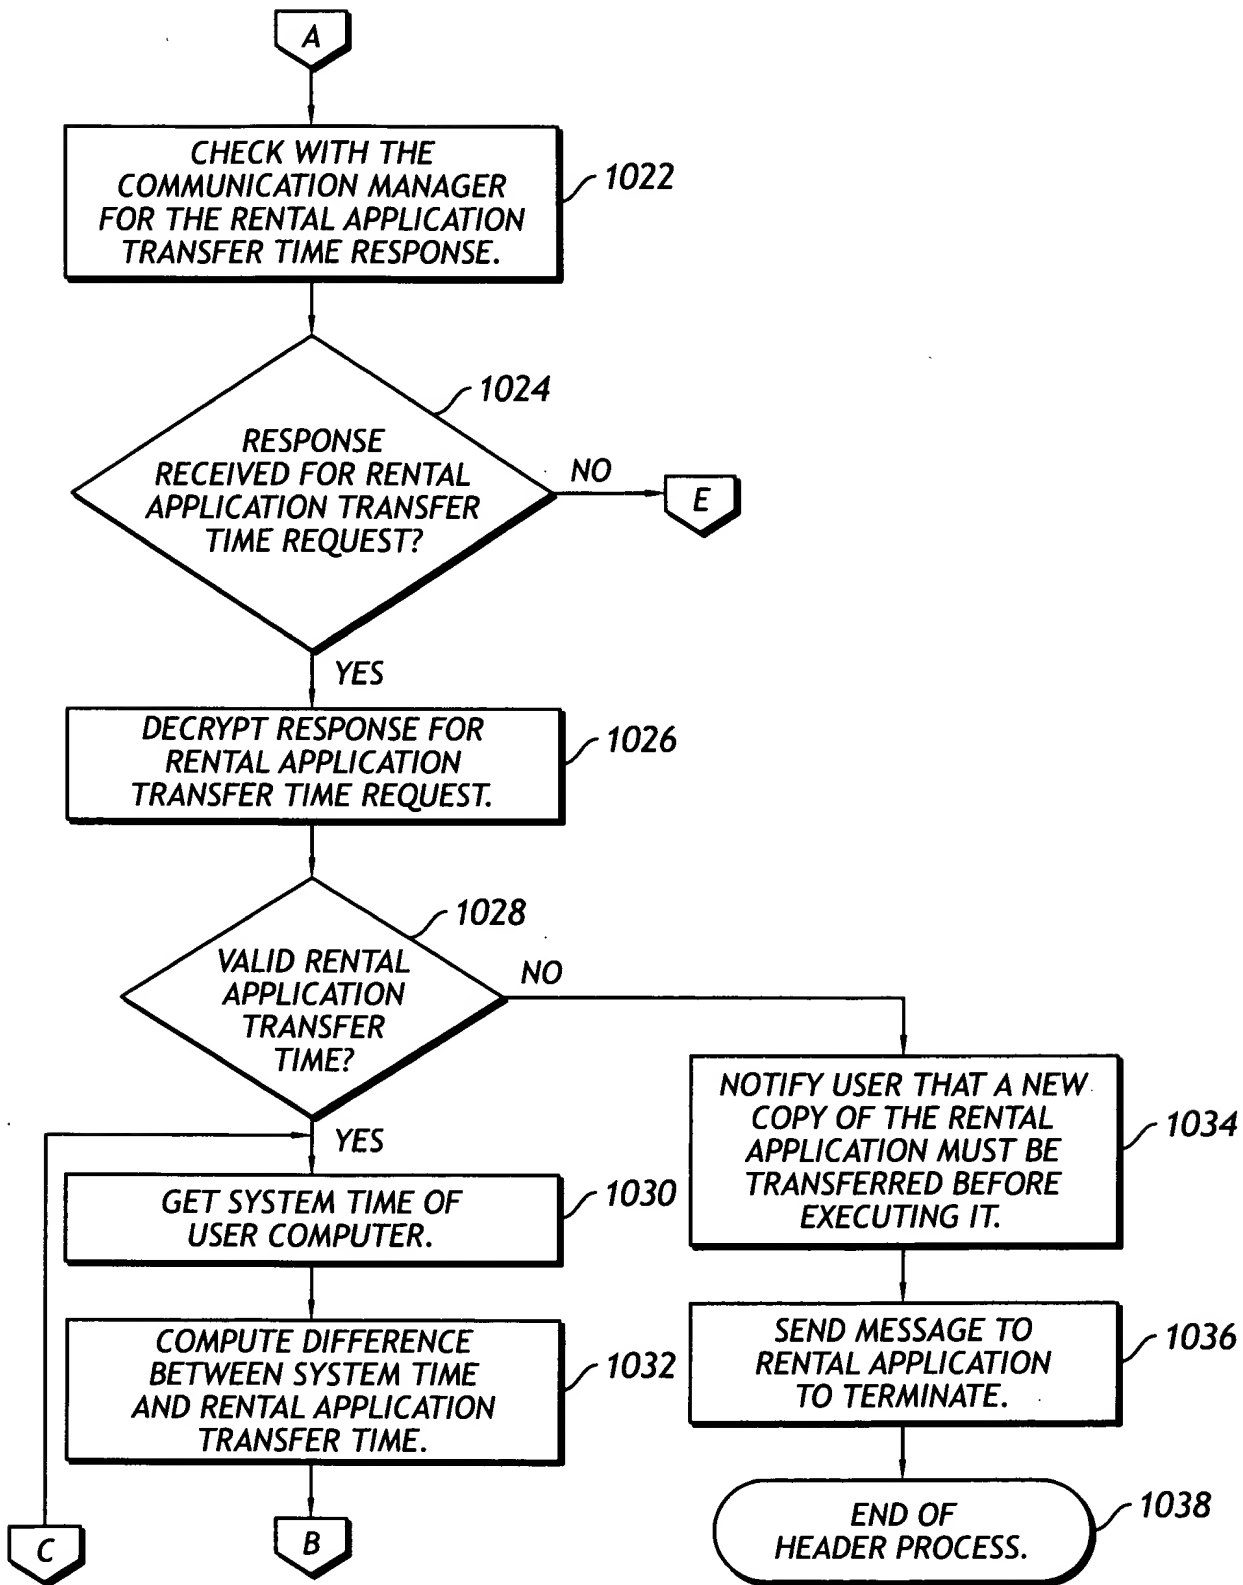 A
CHECK WITH THE
COMMUNICATION MANAGER
FOR THE RENTAL APPLICATION
TRANSFER TIME RESPONSE.
1022
1024
RESPONSE
RECEIVED FOR RENTAL
APPLICATION TRANSFER
TIME REQUEST?
NO
E
YES
DECRYPT RESPONSE FOR
RENTAL APPLICATION
TRANSFER TIME REQUEST.
1026
1028
VALID RENTAL
APPLICATION
TRANSFER
TIME?
NO
YES
GET SYSTEM TIME OF
USER COMPUTER.
1030
COMPUTE DIFFERENCE
BETWEEN SYSTEM TIME
AND RENTAL APPLICATION
TRANSFER TIME.
1032
C
B
NOTIFY USER THAT A NEW
COPY OF THE RENTAL
APPLICATION MUST BE
TRANSFERRED BEFORE
EXECUTING IT.
1034
SEND MESSAGE TO
RENTAL APPLICATION
TO TERMINATE.
1036
END OF
HEADER PROCESS.
1038